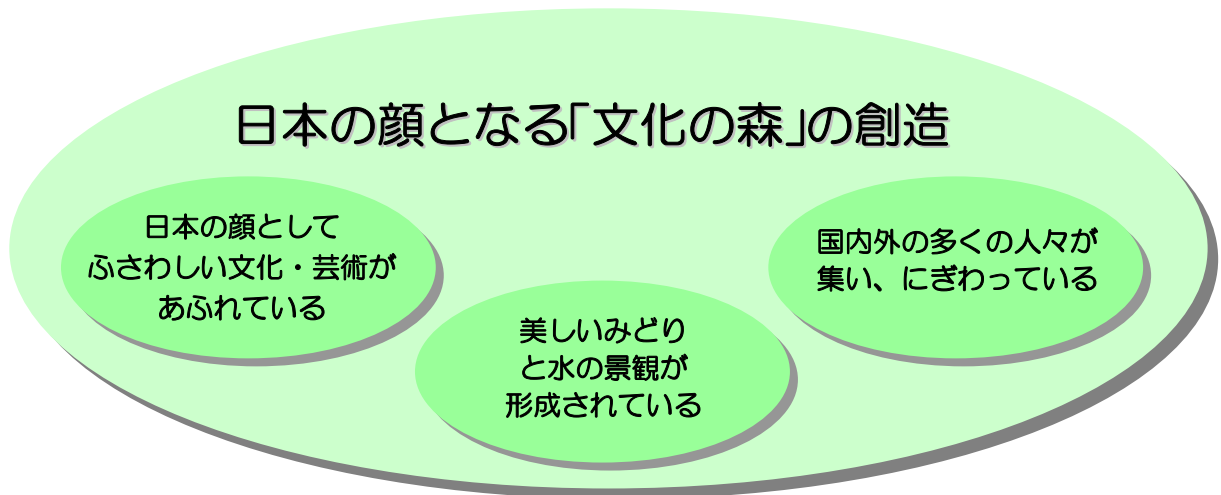 日本の顔となる「文化の森」の創造
日本の顔として
ふさわしい文化・芸術が
あふれている
美しいみどり
と水の景観が
形成されている
国内外の多くの人々が
集い、にぎわっている